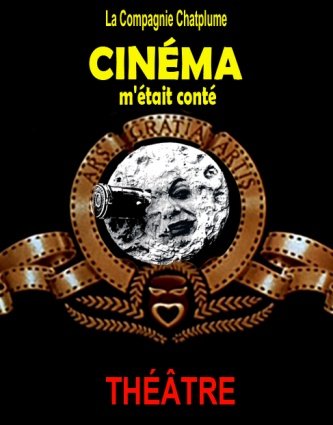 La Compagnie Chatplume
CINÉMA
m'était conté
ARS GRATIA ARTIS
THÉÂTRE